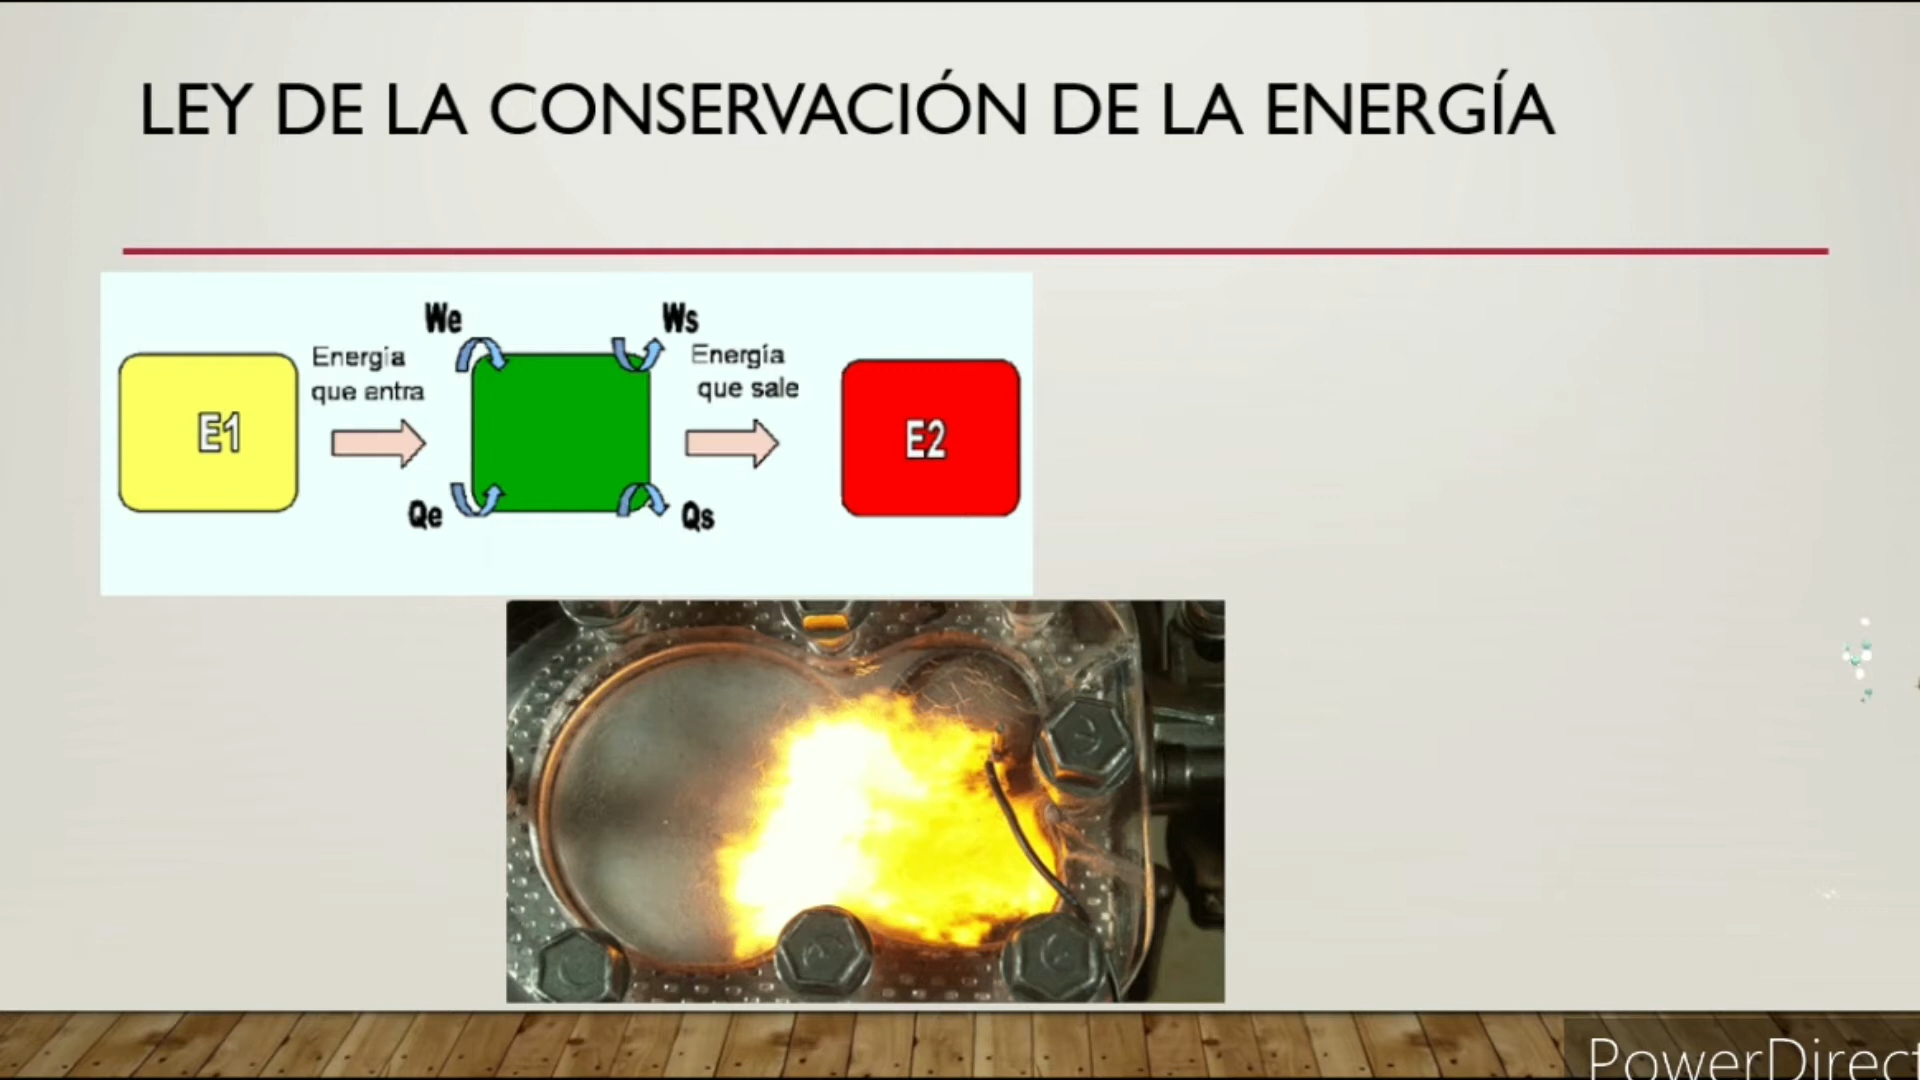 LEY DE LA CONSERVACIÓN DE LA ENERGÍA
We
Ws
Energía
que entra
Energía
que sale
E1
E2
Qe
Qs
PowerDirect